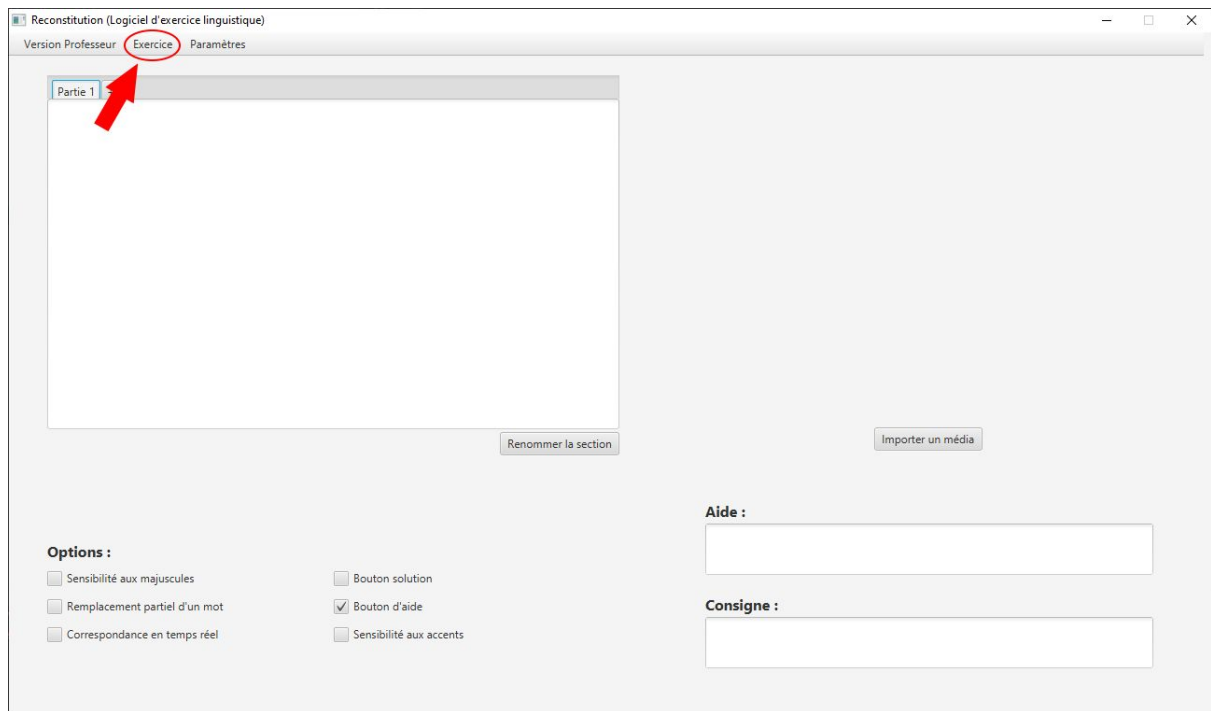 Reconstitution (Logiciel d'exercice linguistique)
Version Professeur Exercice Paramètres
Partie 1
Renommer la section
Importer un média
Aide :
Options :
Sensibilité aux majuscules
Bouton solution
Remplacement partiel d'un mot
Bouton d'aide
Consigne :
Correspondance en temps réel
Sensibilité aux accents